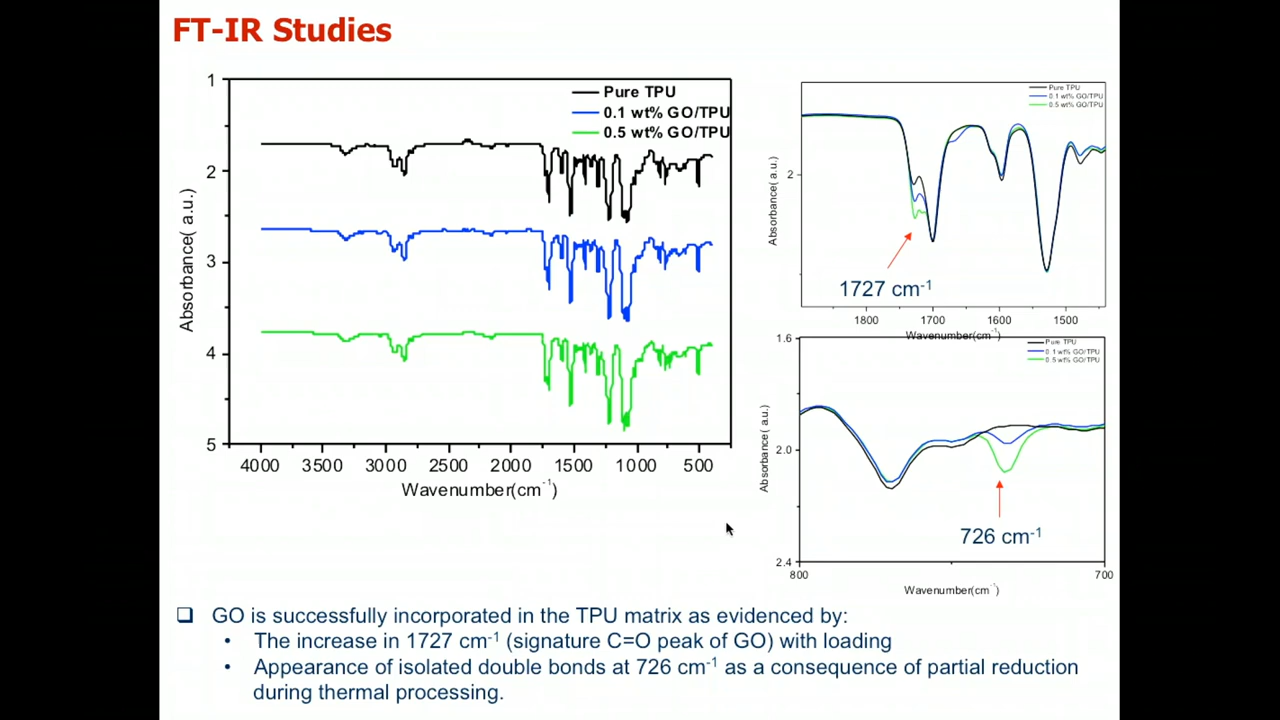 FT-IR Studies
1
2
3
4
5
Absorbance( a.u.)
Pure TPU
0.1 wt% GO/TPU
0.5 wt% GO/TPU
4000 3500 3000 2500 2000 1500 1000 500
Wavenumber(cm⁻¹)
Pure TPU
0.1 wt% GO/TPU
0.5 wt% GO/TPU
2
Absorbance( a.u.)
1727 cm⁻¹
1800 1700 1600 1500
Wavenumber(cm⁻¹)
1.6
2.0
2.4
Absorbance( a.u.)
Pure TPU
0.1 wt% GO/TPU
0.5 wt% GO/TPU
726 cm⁻¹
800 700
Wavenumber(cm⁻¹)
❑ GO is successfully incorporated in the TPU matrix as evidenced by:
• The increase in 1727 cm⁻¹ (signature C=O peak of GO) with loading
• Appearance of isolated double bonds at 726 cm⁻¹ as a consequence of partial reduction
during thermal processing.